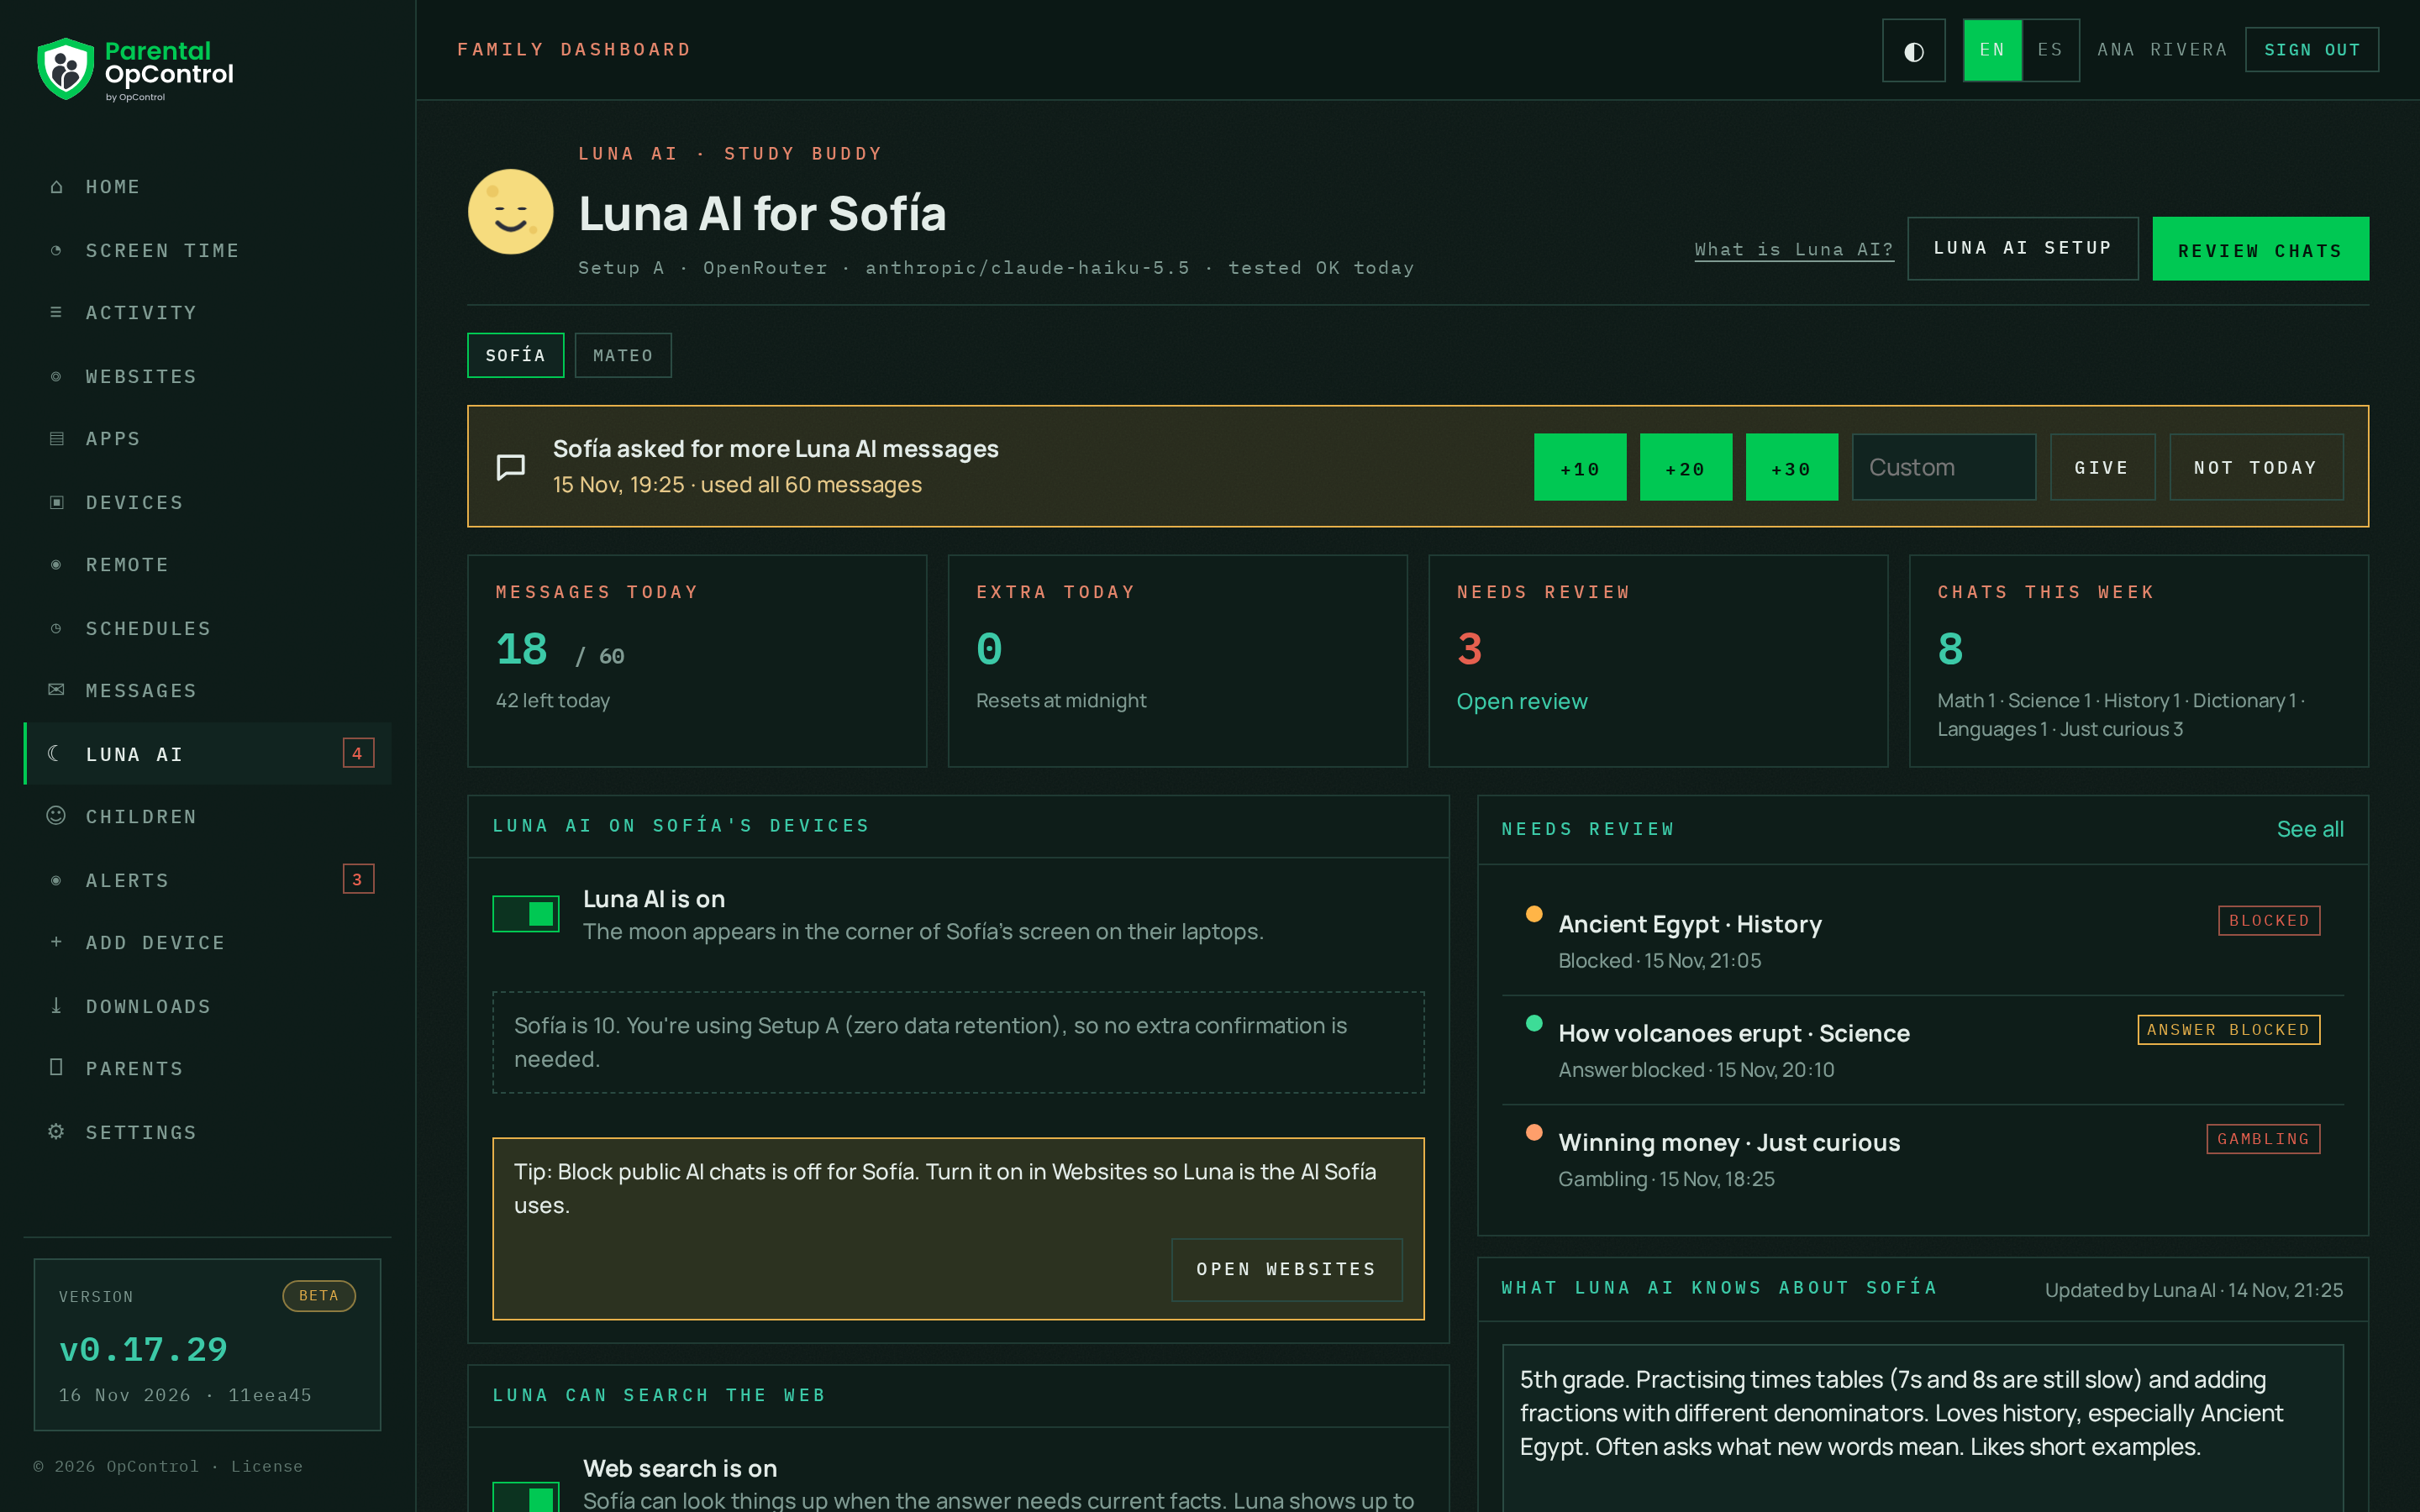 Parental
OpControl
by OpControl
HOME
SCREEN TIME
ACTIVITY
WEBSITES
APPS
DEVICES
REMOTE
SCHEDULES
MESSAGES
LUNA AI 4
CHILDREN
ALERTS 3
ADD DEVICE
DOWNLOADS
PARENTS
SETTINGS
VERSION BETA
v0.17.29
16 Nov 2026 · 11eea45
© 2026 OpControl · License
FAMILY DASHBOARD
EN ES ANA RIVERA SIGN OUT
LUNA AI · STUDY BUDDY
Luna AI for Sofía
Setup A · OpenRouter · anthropic/claude-haiku-5.5 · tested OK today
What is Luna AI? LUNA AI SETUP REVIEW CHATS
SOFÍA MATEO
Sofía asked for more Luna AI messages
15 Nov, 19:25 · used all 60 messages
+10 +20 +30 Custom GIVE NOT TODAY
MESSAGES TODAY
18 / 60
42 left today
EXTRA TODAY
0
Resets at midnight
NEEDS REVIEW
3
Open review
CHATS THIS WEEK
8
Math 1 · Science 1 · History 1 · Dictionary 1 ·
Languages 1 · Just curious 3
LUNA AI ON SOFÍA'S DEVICES
Luna AI is on
The moon appears in the corner of Sofía's screen on their laptops.
Sofía is 10. You're using Setup A (zero data retention), so no extra confirmation is
needed.
Tip: Block public AI chats is off for Sofía. Turn it on in Websites so Luna is the AI Sofía
uses.
OPEN WEBSITES
LUNA CAN SEARCH THE WEB
Web search is on
Sofía can look things up when the answer needs current facts. Luna shows up to
NEEDS REVIEW See all
Ancient Egypt · History BLOCKED
Blocked · 15 Nov, 21:05
How volcanoes erupt · Science ANSWER BLOCKED
Answer blocked · 15 Nov, 20:10
Winning money · Just curious GAMBLING
Gambling · 15 Nov, 18:25
WHAT LUNA AI KNOWS ABOUT SOFÍA Updated by Luna AI · 14 Nov, 21:25
5th grade. Practising times tables (7s and 8s are still slow) and adding
fractions with different denominators. Loves history, especially Ancient
Egypt. Often asks what new words mean. Likes short examples.